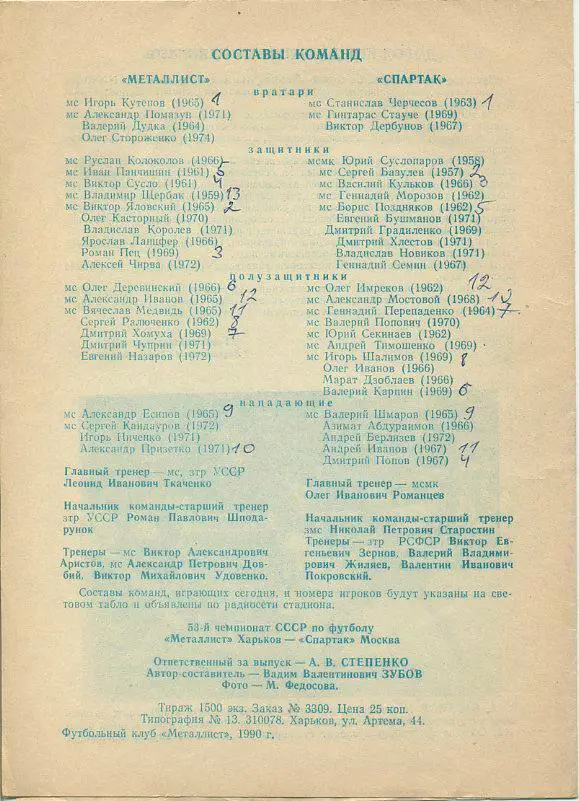 СОСТАВЫ КОМАНД
«МЕТАЛЛИСТ» «СПАРТАК»
вратари
мс Игорь Кутепов (1965) 1 мс Станислав Черчесов (1963) 1
мс Александр Помазун (1971) мс Гинтарас Стауче (1969)
Валерий Дудка (1964) Виктор Дербунов (1967)
Олег Стороженко (1974)
защитники
мс Руслан Колоколов (1966) мсмк Юрий Суслопаров (1958)
мс Иван Панчишин (1961) 5 мс Сергей Базулев (1957) 2
мс Виктор Сусло (1961) 4 мс Василий Кульков (1966) 3
мс Владимир Щербак (1959) 13 мс Геннадий Морозов (1962)
мс Виктор Яловский (1965) 2 мс Борис Поздняков (1962) 5
Олег Касторный (1970) Евгений Бушманов (1971)
Владислав Королев (1971) Дмитрий Градиленко (1969)
Ярослав Ланцфер (1966) Дмитрий Хлестов (1971)
Роман Пец (1969) 3 Владислав Новиков (1971)
Алексей Чирва (1972) Геннадий Семин (1967)
полузащитники
мс Олег Деревинский (1966) 6 мс Олег Имреков (1962) 12
мс Александр Иванов (1965) 12 мс Александр Мостовой (1968) 10
мс Вячеслав Медвидь (1965) 11 мс Геннадий Перепаденко (1964) 7
Сергей Ралюченко (1962) 8 мс Валерий Попович (1970)
Дмитрий Хомуха (1969) 7 мс Юрий Секинаев (1962)
Дмитрий Чуприн (1971) мс Андрей Тимошенко (1969)
Евгений Назаров (1972) мс Игорь Шалимов (1969) 8
Олег Иванов (1966)
Марат Дзоблаев (1966)
Валерий Карпин (1969) 6
нападающие
мс Александр Есипов (1965) 9 мс Валерий Шмаров (1965) 9
мс Сергей Кандауров (1972) Азимат Абдураимов (1966)
Игорь Ниченко (1971) Андрей Берлизев (1972)
Александр Призетко (1971) 10 Андрей Иванов (1967) 11
Дмитрий Попов (1967) 4
Главный тренер — мс, зтр УССР
Леонид Иванович Ткаченко
Главный тренер — мсмк
Олег Иванович Романцев
Начальник команды-старший тренер
зтр УССР Роман Павлович Шпода-
рунок
Начальник команды-старший тренер
змс Николай Петрович Старостин
Тренеры — мс Виктор Александрович
Аристов, мс Александр Петрович Дов-
бий, Виктор Михайлович Удовенко.
Тренеры — зтр РСФСР Виктор Ев-
геньевич Зернов, Валерий Владими-
рович Жиляев, Валентин Иванович
Покровский.
Составы команд, играющих сегодня, и номера игроков будут указаны на све-
товом табло и объявлены по радиосети стадиона.
53-й чемпионат СССР по футболу
«Металлист» Харьков — «Спартак» Москва
Ответственный за выпуск — А. В. СТЕПЕНКО
Автор-составитель — Вадим Валентинович ЗУБОВ
Фото — М. Федосова.
Тираж 1500 экз. Заказ № 3309. Цена 25 коп.
Типография № 13. 310078. Харьков, ул. Артема, 44.
Футбольный клуб «Металлист», 1990 г.